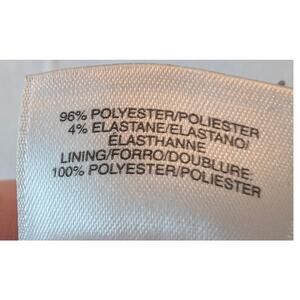 96% POLYESTER/POLIESTER
4% ELASTANE/ELASTANO/
ÉLASTHANNE
LINING/FORRO/DOUBLURE:
100% POLYESTER/POLIESTER